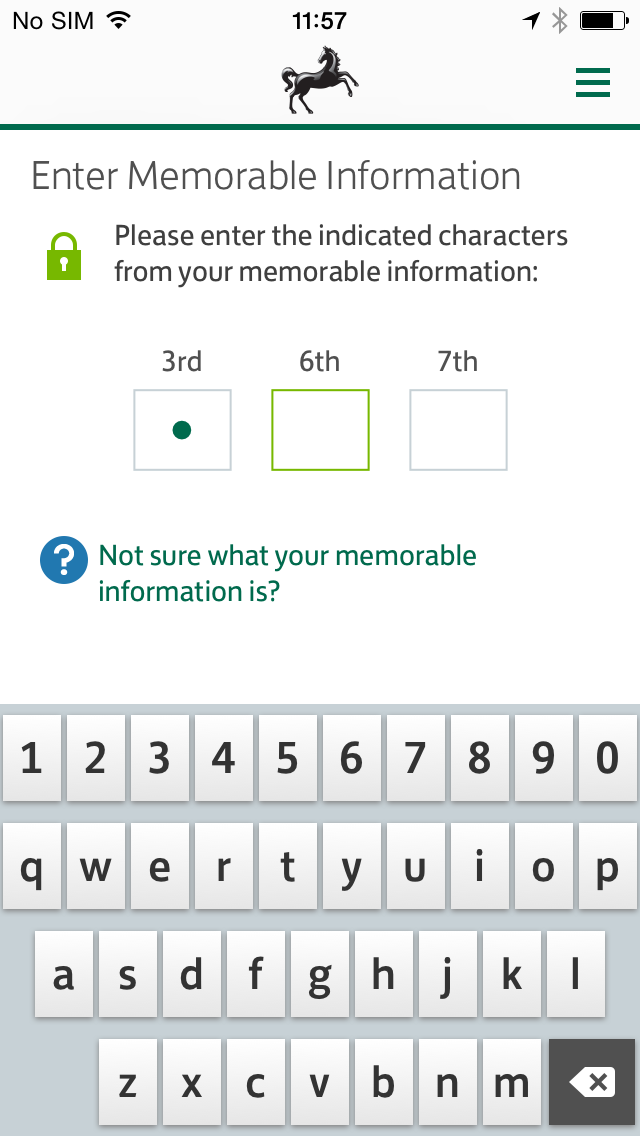 No SIM 11:57
Enter Memorable Information
Please enter the indicated characters
from your memorable information:
3rd 6th 7th
? Not sure what your memorable
information is?
1 2 3 4 5 6 7 8 9 0
q w e r t y u i o p
a s d f g h j k l
z x c v b n m